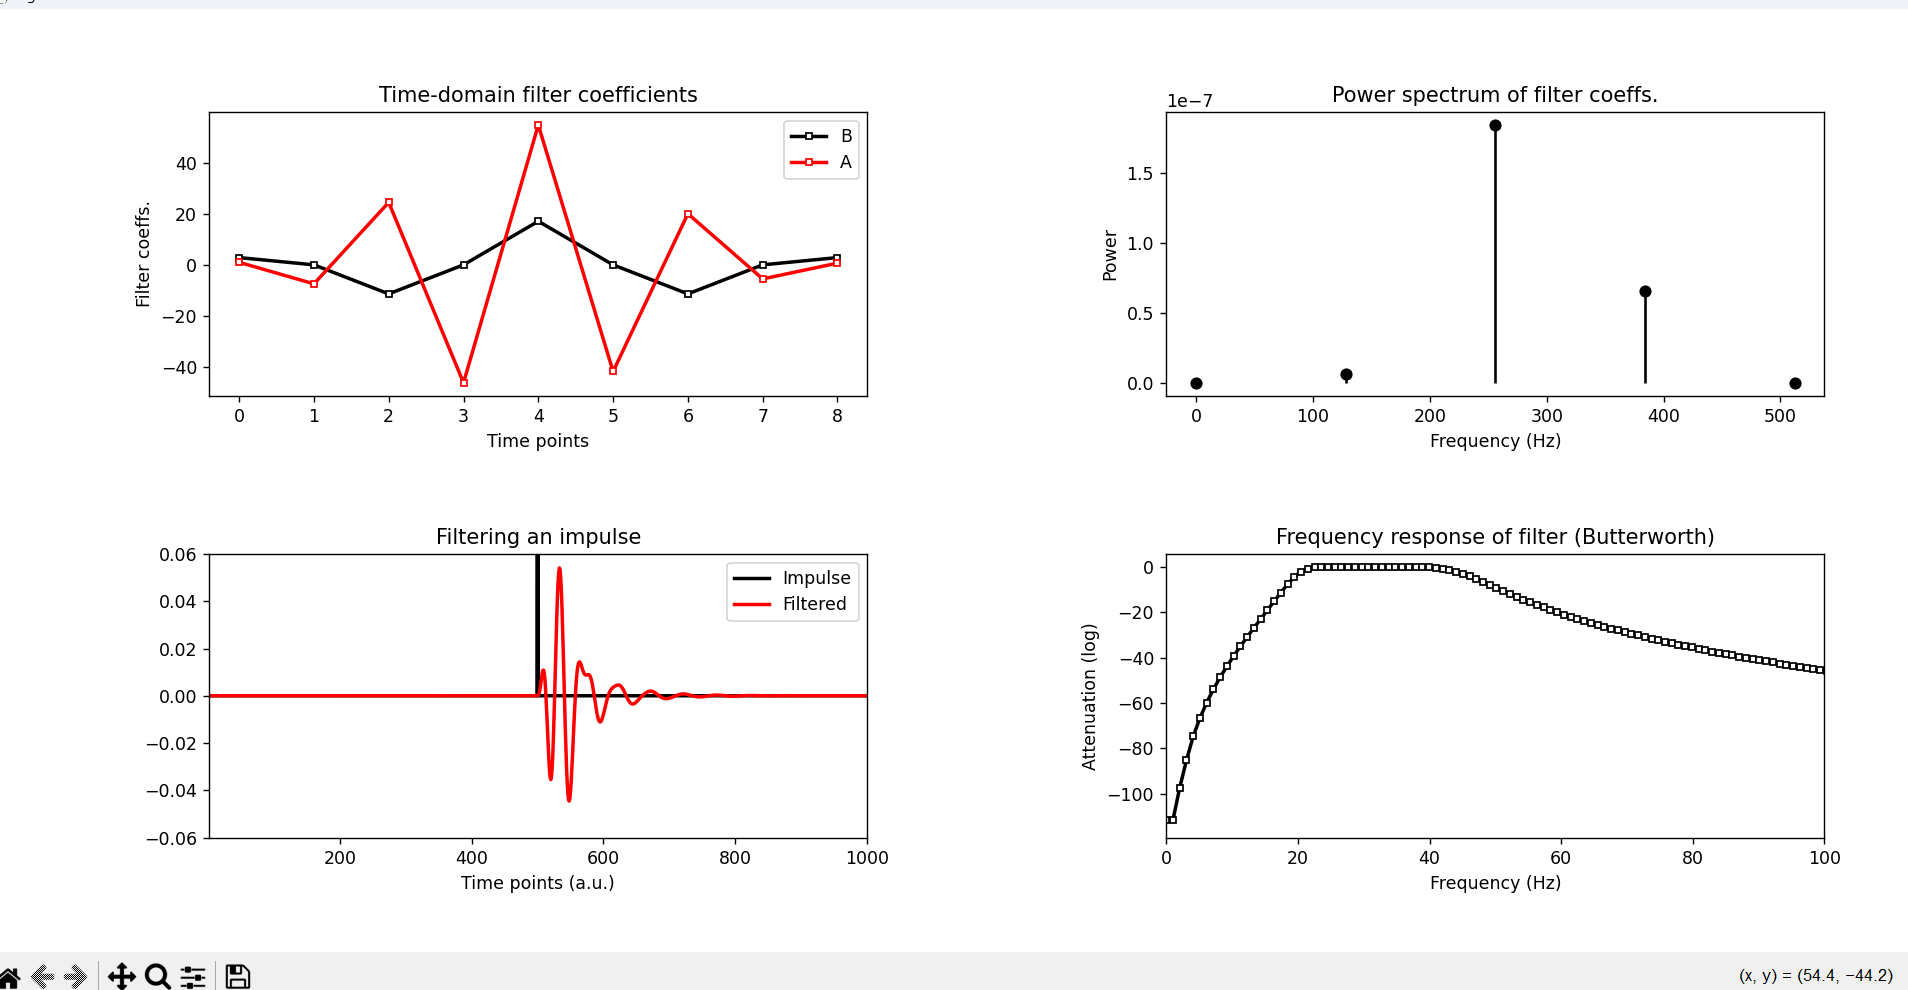 Time-domain filter coefficients
B
A
40
20
0
−20
−40
Filter coeffs.
0 1 2 3 4 5 6 7 8
Time points
Power spectrum of filter coeffs.
1e−7
1.5
1.0
0.5
0.0
Power
0 100 200 300 400 500
Frequency (Hz)
Filtering an impulse
Impulse
Filtered
0.06
0.04
0.02
0.00
−0.02
−0.04
−0.06
200 400 600 800 1000
Time points (a.u.)
Frequency response of filter (Butterworth)
0
−20
−40
−60
−80
−100
Attenuation (log)
0 20 40 60 80 100
Frequency (Hz)
(x, y) = (54.4, −44.2)